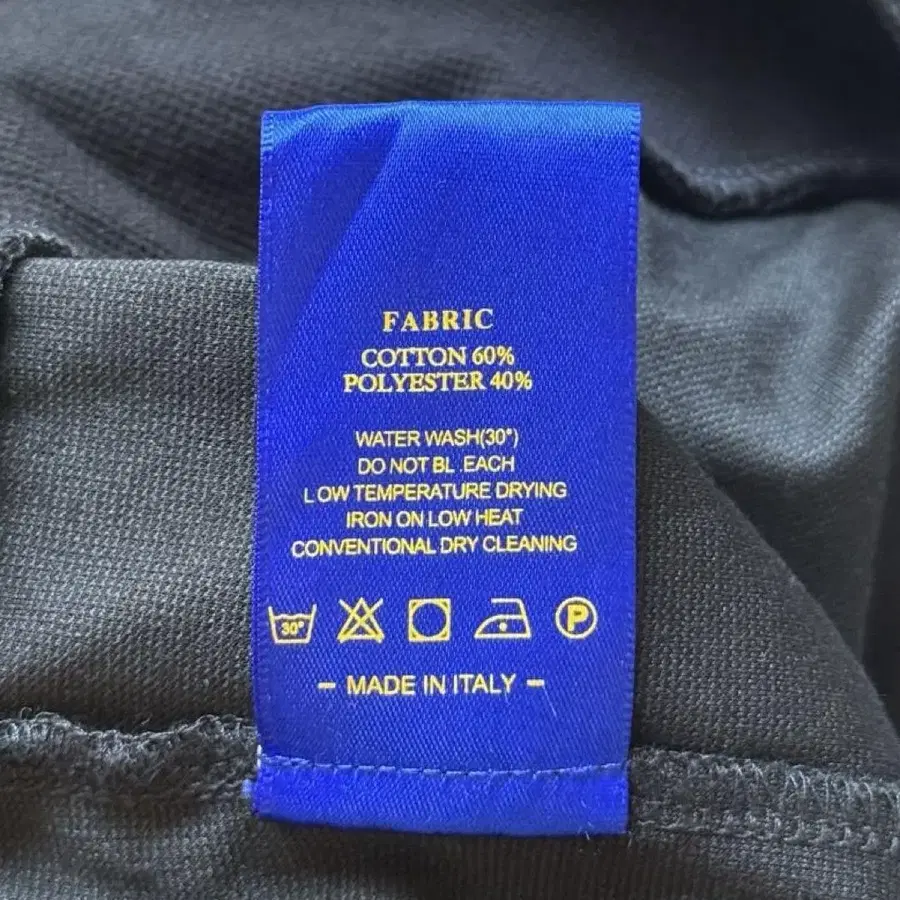 FABRIC
COTTON 60%
POLYESTER 40%
WATER WASH(30°)
DO NOT BL .EACH
LOW TEMPERATURE DRYING
IRON ON LOW HEAT
CONVENTIONAL DRY CLEANING
30° P
– MADE IN ITALY –